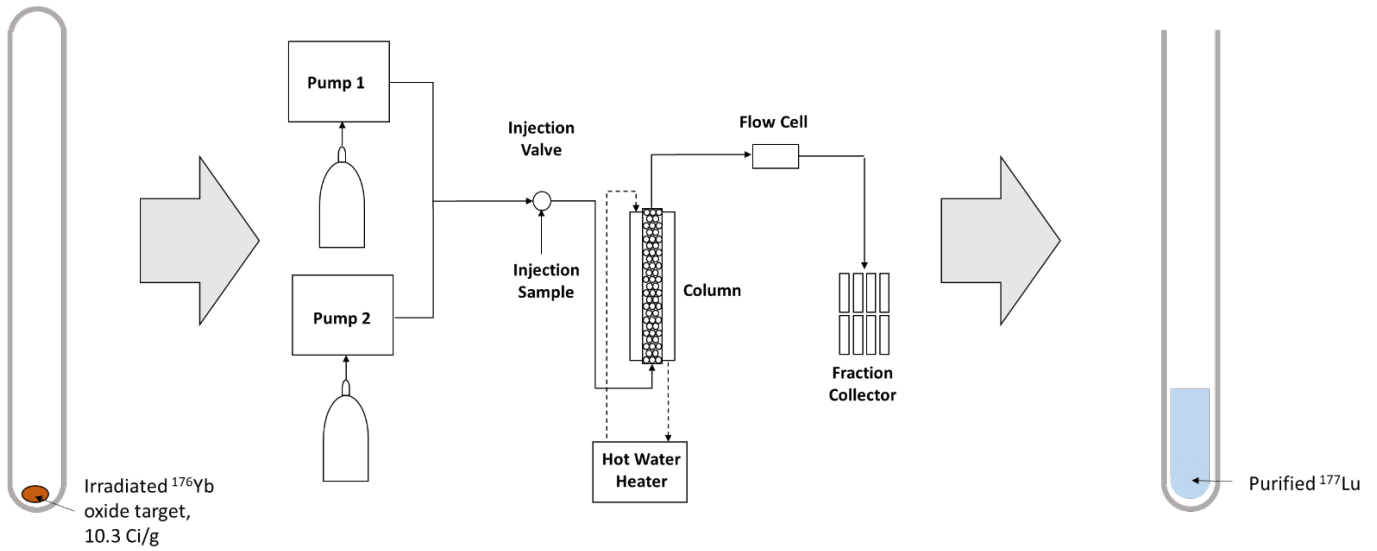 Irradiated ¹⁷⁶Yb
oxide target,
10.3 Ci/g
Pump 1
Pump 2
Injection
Valve
Injection
Sample
Column
Hot Water
Heater
Flow Cell
Fraction
Collector
Purified ¹⁷⁷Lu